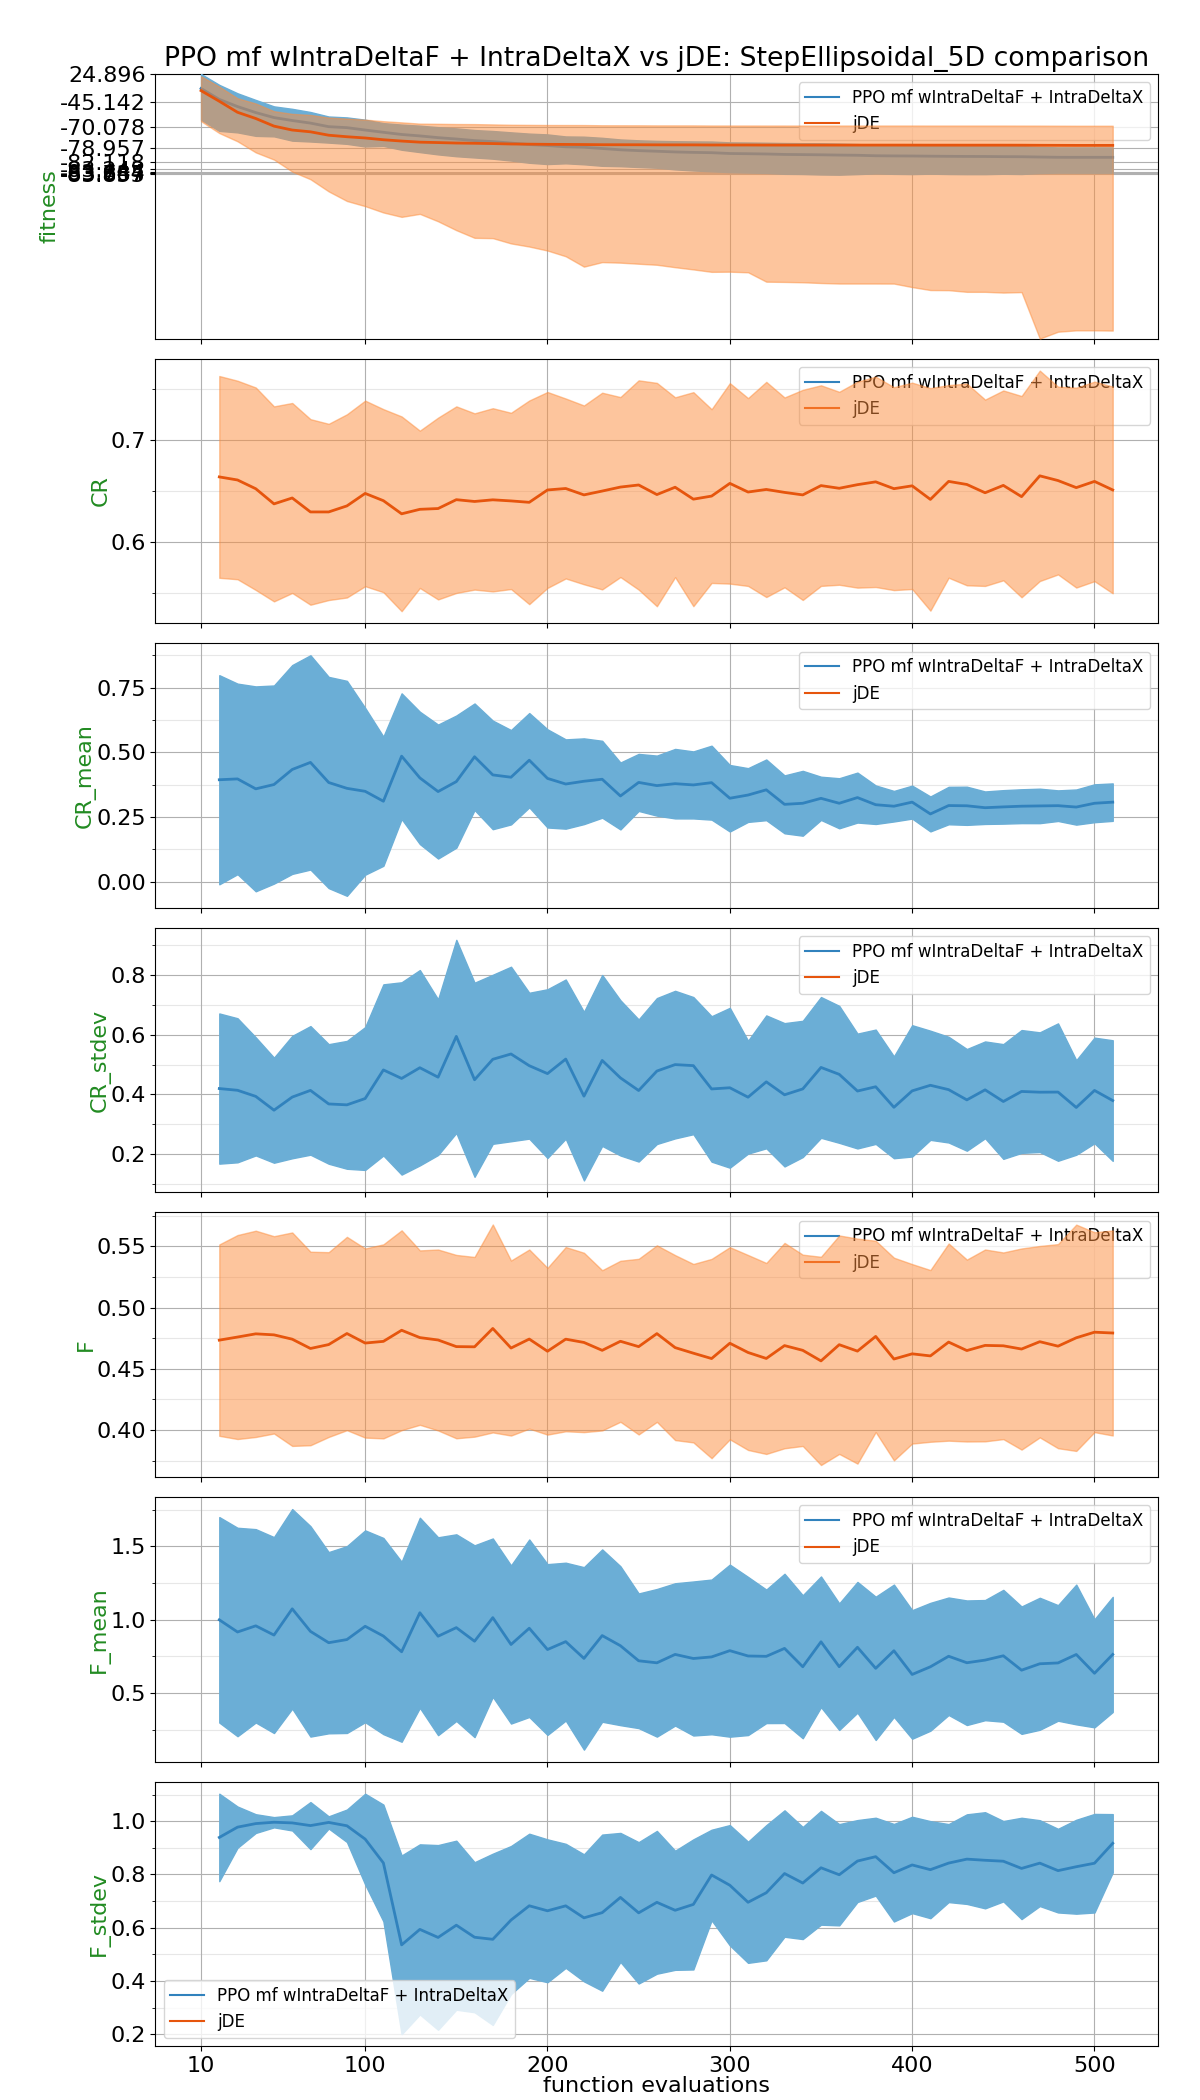 PPO mf wIntraDeltaF + IntraDeltaX vs jDE: StepEllipsoidal_5D comparison
24.896
-45.142
-70.078
-78.957
fitness
PPO mf wIntraDeltaF + IntraDeltaX
jDE
0.7
0.6
CR
PPO mf wIntraDeltaF + IntraDeltaX
jDE
0.75
0.50
0.25
0.00
CR_mean
PPO mf wIntraDeltaF + IntraDeltaX
jDE
0.8
0.6
0.4
0.2
CR_stdev
PPO mf wIntraDeltaF + IntraDeltaX
jDE
0.55
0.50
0.45
0.40
F
PPO mf wIntraDeltaF + IntraDeltaX
jDE
1.5
1.0
0.5
F_mean
PPO mf wIntraDeltaF + IntraDeltaX
jDE
1.0
0.8
0.6
0.4
0.2
F_stdev
PPO mf wIntraDeltaF + IntraDeltaX
jDE
10 100 200 300 400 500
function evaluations